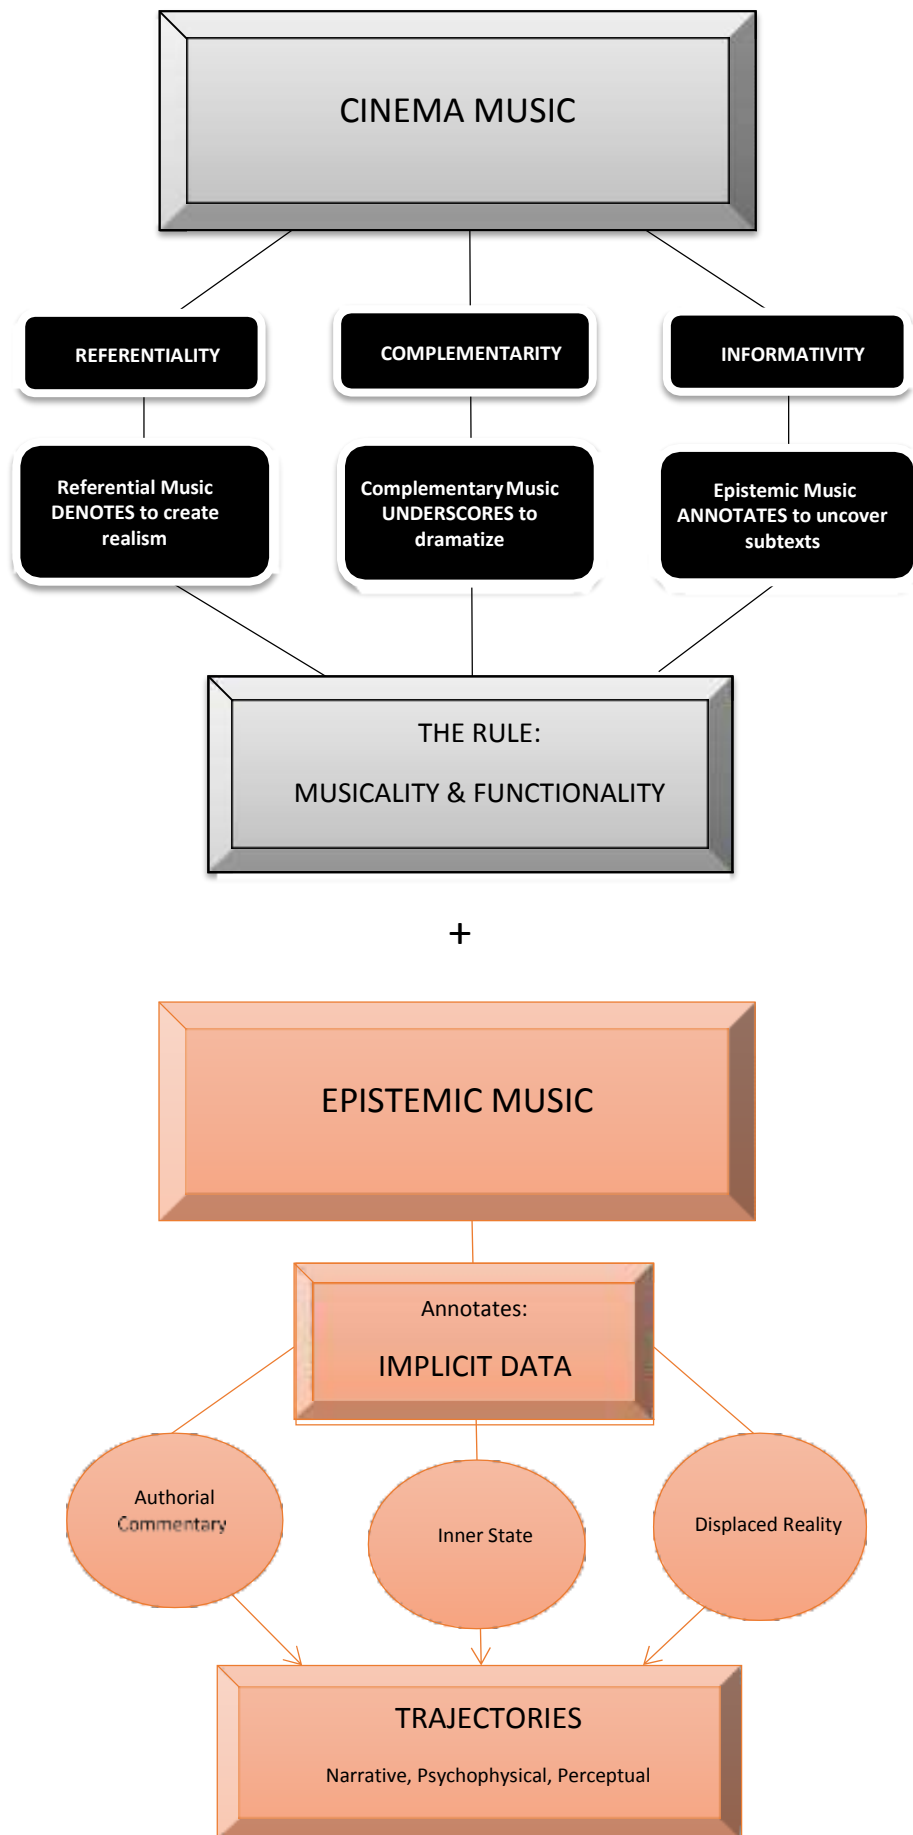 CINEMA MUSIC
REFERENTIALITY
COMPLEMENTARITY
INFORMATIVITY
Referential Music
DENOTES to create
realism
Complementary Music
UNDERSCORES to
dramatize
Epistemic Music
ANNOTATES to uncover
subtexts
THE RULE:
MUSICALITY & FUNCTIONALITY
+
EPISTEMIC MUSIC
Annotates:
IMPLICIT DATA
Authorial
Commentary
Inner State
Displaced Reality
TRAJECTORIES
Narrative, Psychophysical, Perceptual